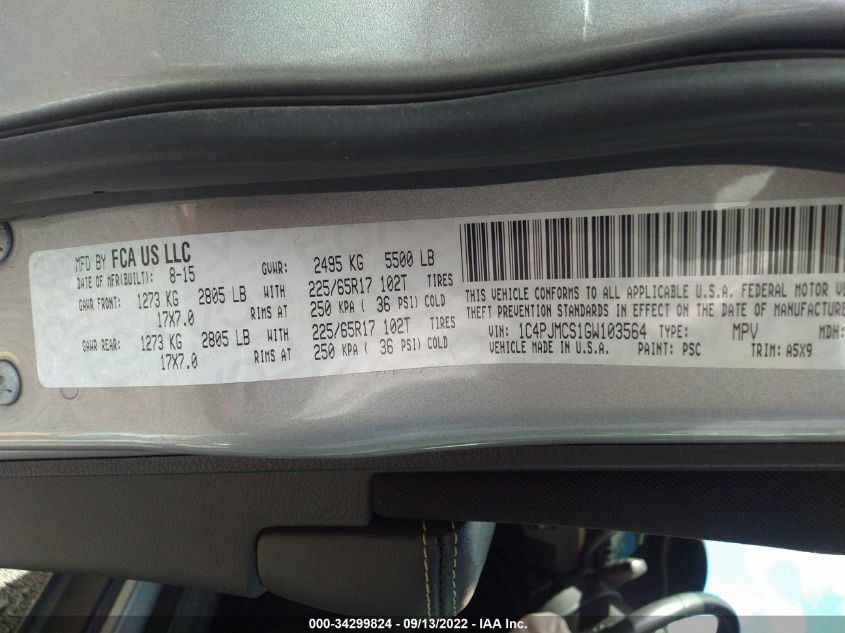 MFD BY FCA US LLC
DATE OF MFR(BUILT): 8-15 GVWR: 2495 KG 5500 LB
GAWR FRONT: 1273 KG 2805 LB WITH 225/65R17 102T TIRES
17X7.0 RIMS AT 250 KPA ( 36 PSI) COLD
GAWR REAR: 1273 KG 2805 LB WITH 225/65R17 102T TIRES
17X7.0 RIMS AT 250 KPA ( 36 PSI) COLD
THIS VEHICLE CONFORMS TO ALL APPLICABLE U.S.A. FEDERAL MOTOR VE
THEFT PREVENTION STANDARDS IN EFFECT ON THE DATE OF MANUFACTUR
VIN: 1C4PJMCS1GW103564 TYPE: MPV MDH:
VEHICLE MADE IN U.S.A. PAINT: PSC TRIM: A5X9
000-34299824 - 09/13/2022 - IAA Inc.